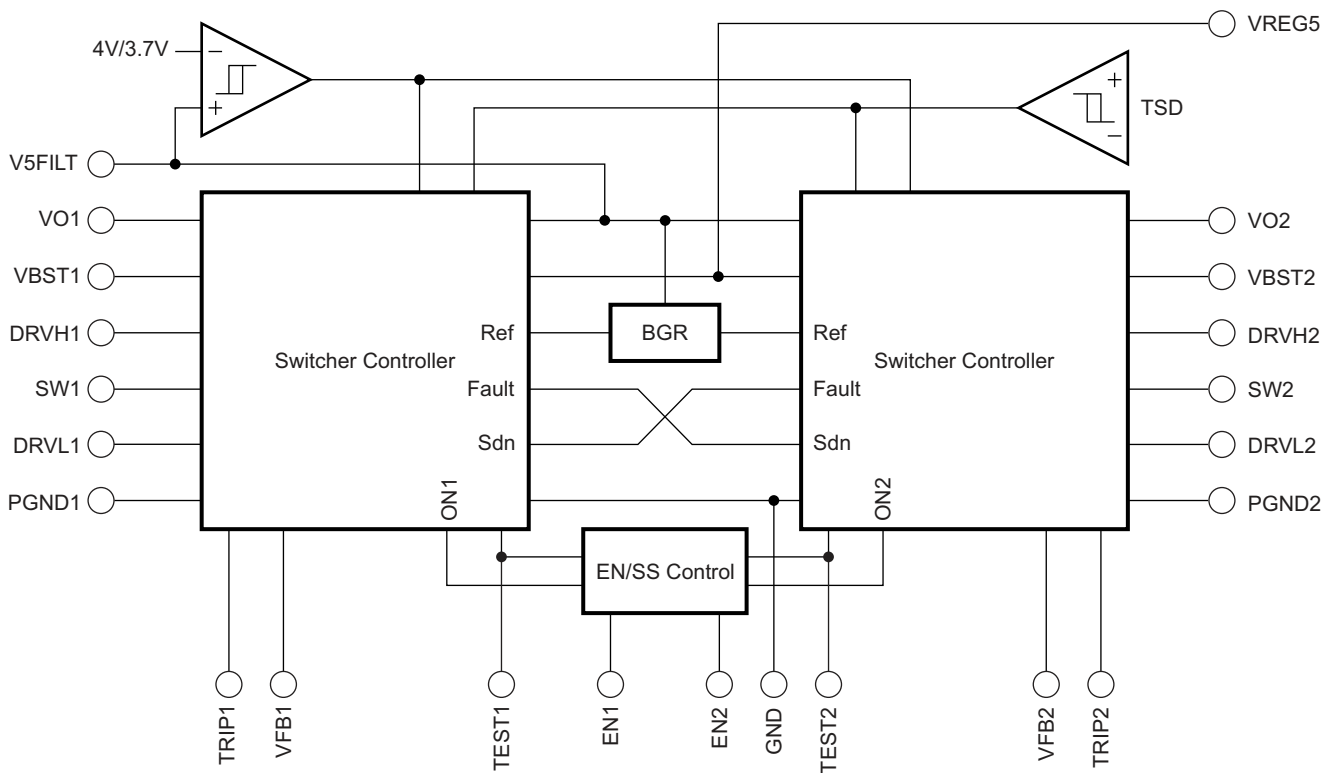 VREG5
4V/3.7V
−
+
+
−
TSD
V5FILT
VO1
VBST1
DRVH1
SW1
DRVL1
PGND1
Switcher Controller
Ref
Fault
Sdn
ON1
BGR
Ref
Fault
Sdn
ON2
Switcher Controller
VO2
VBST2
DRVH2
SW2
DRVL2
PGND2
EN/SS Control
TRIP1
VFB1
TEST1
EN1
EN2
GND
TEST2
VFB2
TRIP2